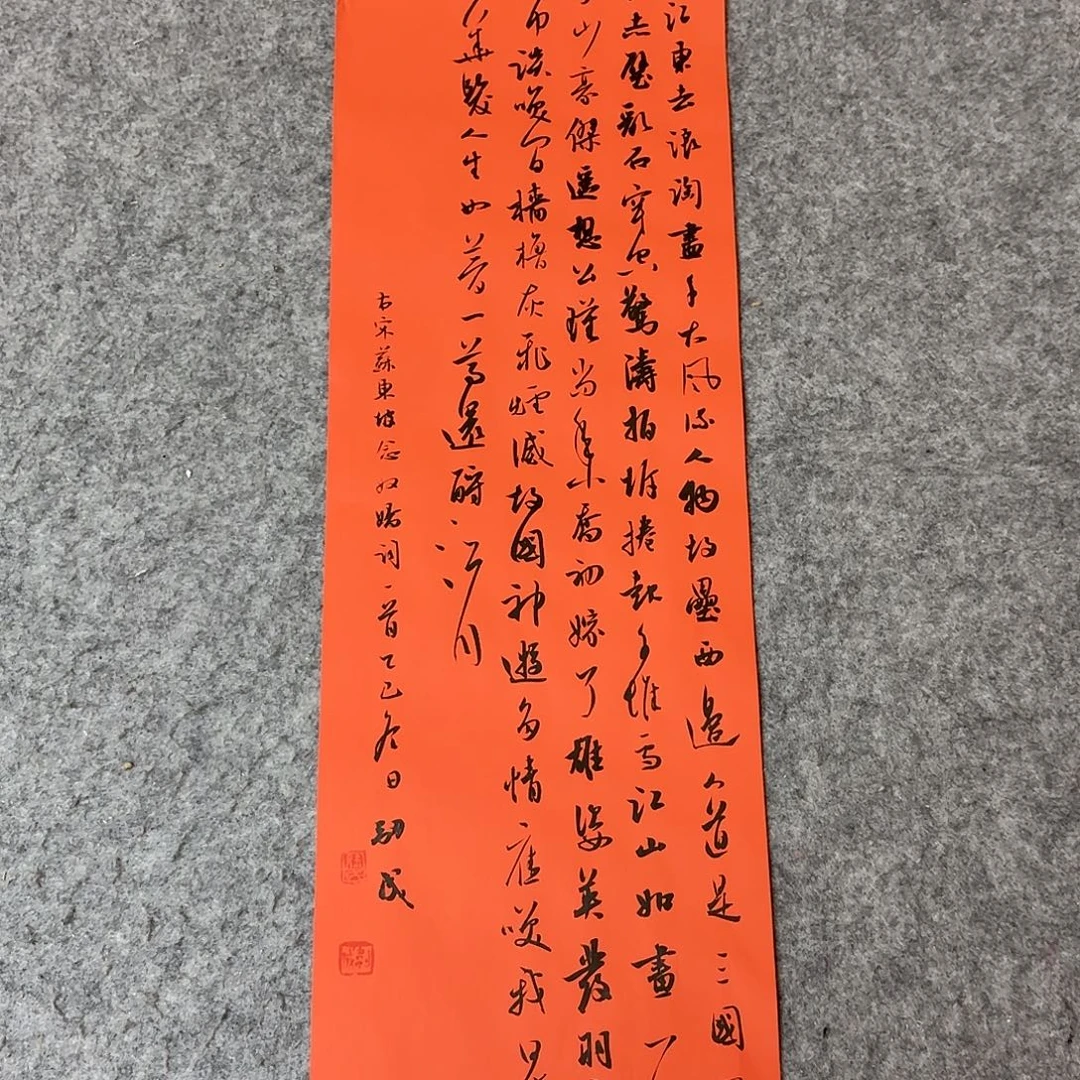 江東去浪淘盡千古風流人物故壘西邊人道是三國
赤壁亂石穿空驚濤拍岸捲起千堆雪江山如畫一
少豪傑遙想公瑾當年小喬初嫁了雄姿英發羽
巾談笑間檣櫓灰飛煙滅故國神遊多情應笑我早
華髮人生如夢一尊還酹江月
右宋蘇東坡念奴嬌詞一首乙巳冬日